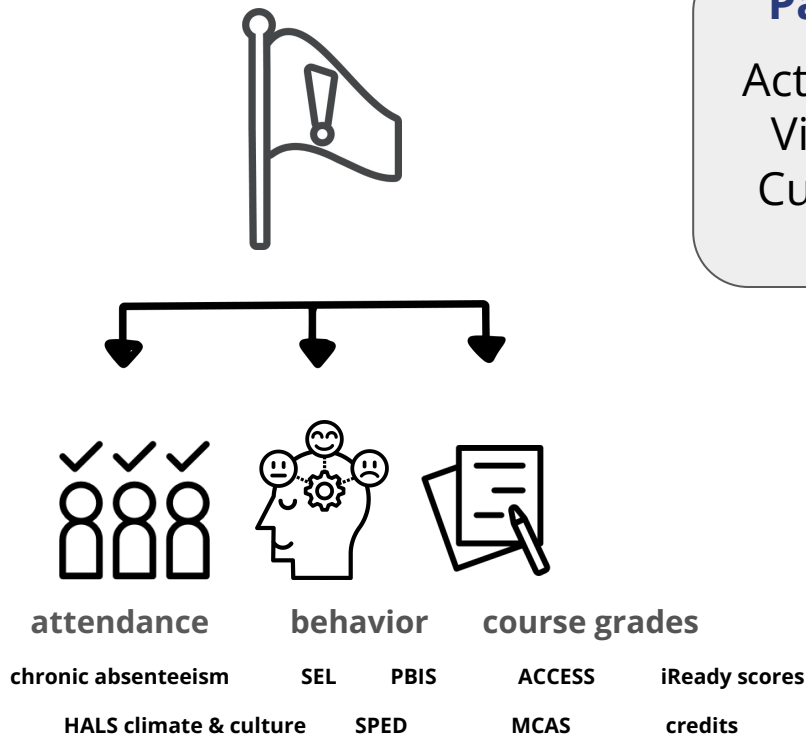 attendance behavior course grades
chronic absenteeism SEL PBIS ACCESS iReady scores
HALS climate & culture SPED MCAS credits